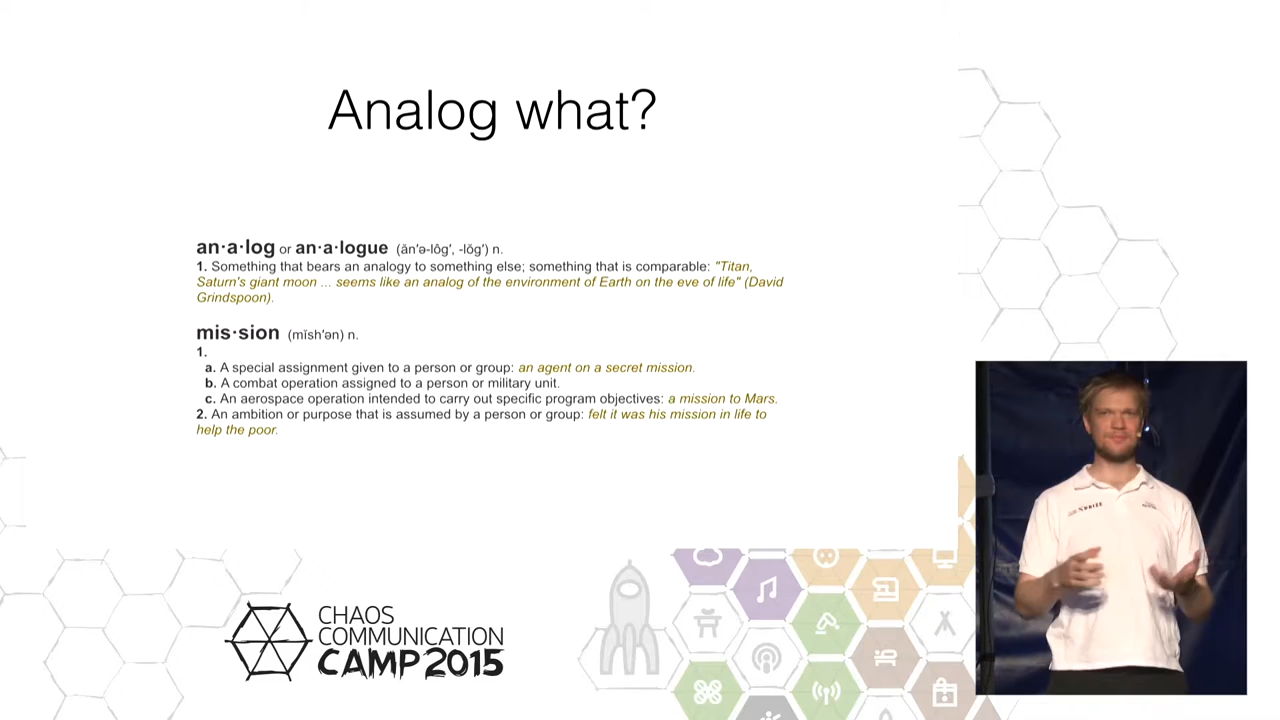 Analog what?
an·a·log or an·a·logue (ăn′ə-lôg′, -lŏg′) n.
1. Something that bears an analogy to something else; something that is comparable: "Titan,
Saturn's giant moon ... seems like an analog of the environment of Earth on the eve of life" (David
Grindspoon).
mis·sion (mĭsh′ən) n.
1.
a. A special assignment given to a person or group: an agent on a secret mission.
b. A combat operation assigned to a person or military unit.
c. An aerospace operation intended to carry out specific program objectives: a mission to Mars.
2. An ambition or purpose that is assumed by a person or group: felt it was his mission in life to
help the poor.
CHAOS
COMMUNICATION
CAMP 2015
XPRIZE